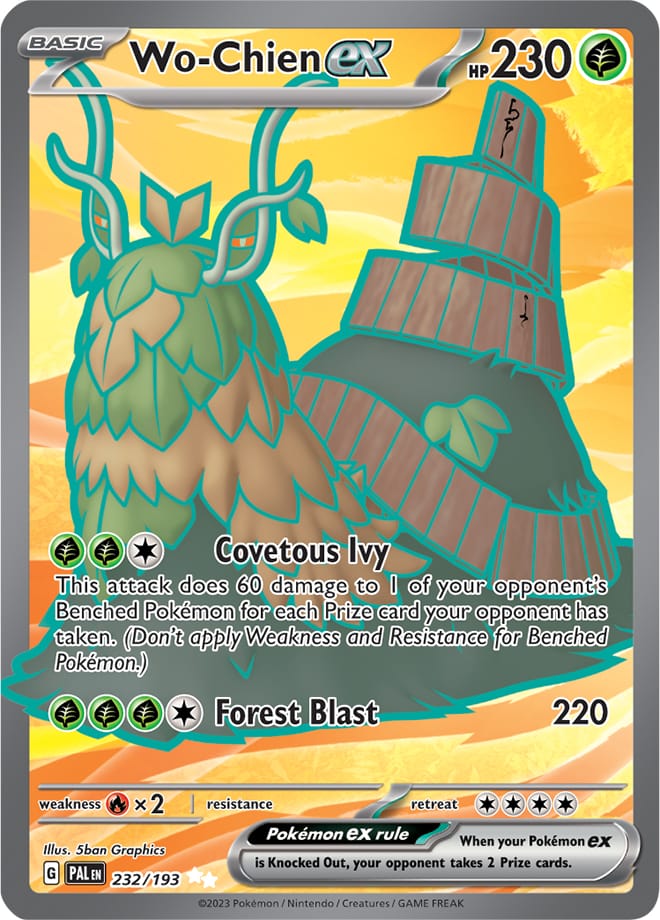 BASIC
Wo-Chien ex
HP 230
Covetous Ivy
This attack does 60 damage to 1 of your opponent's
Benched Pokémon for each Prize card your opponent has
taken. (Don't apply Weakness and Resistance for Benched
Pokémon.)
Forest Blast 220
weakness ×2 resistance retreat
Pokémon ex rule When your Pokémon ex
is Knocked Out, your opponent takes 2 Prize cards.
Illus. 5ban Graphics
G PAL EN 232/193
©2023 Pokémon / Nintendo / Creatures / GAME FREAK